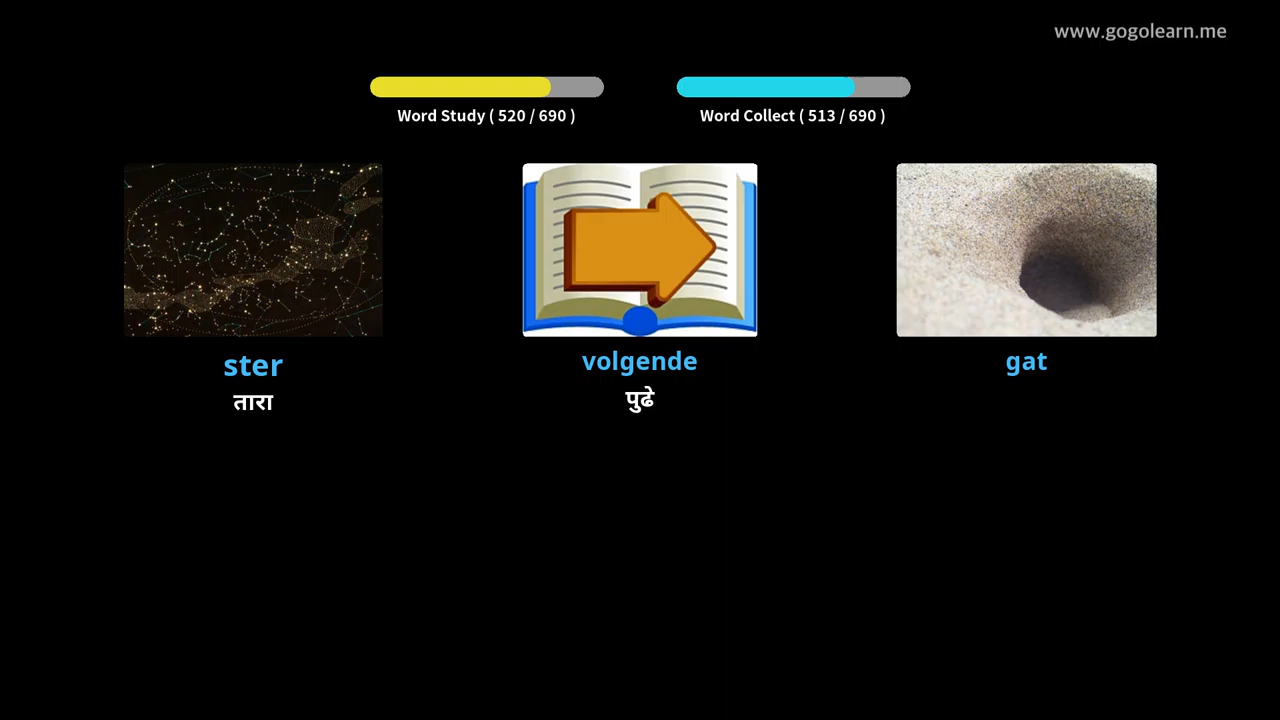 www.gogolearn.me
Word Study ( 520 / 690 )
Word Collect ( 513 / 690 )
ster
volgende
gat
तारा
पुढे